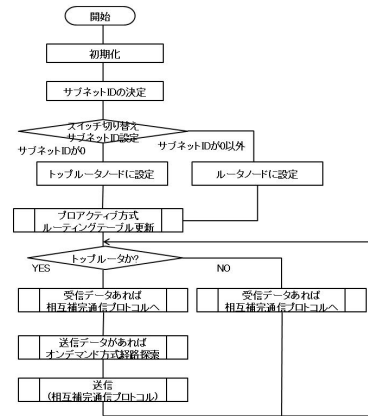 開始
初期化
サブネットIDの決定
スイッチ切り替え
サブネットID設定
サブネットIDが0
サブネットIDが0以外
トップルータノードに設定
ルータノードに設定
プロアクティブ方式
ルーティングテーブル更新
トップルータか?
YES
NO
受信データあれば
相互補完通信プロトコルへ
受信データあれば
相互補完通信プロトコルへ
送信データがあれば
オンデマンド方式経路探索
送信
(相互補完通信プロトコル)